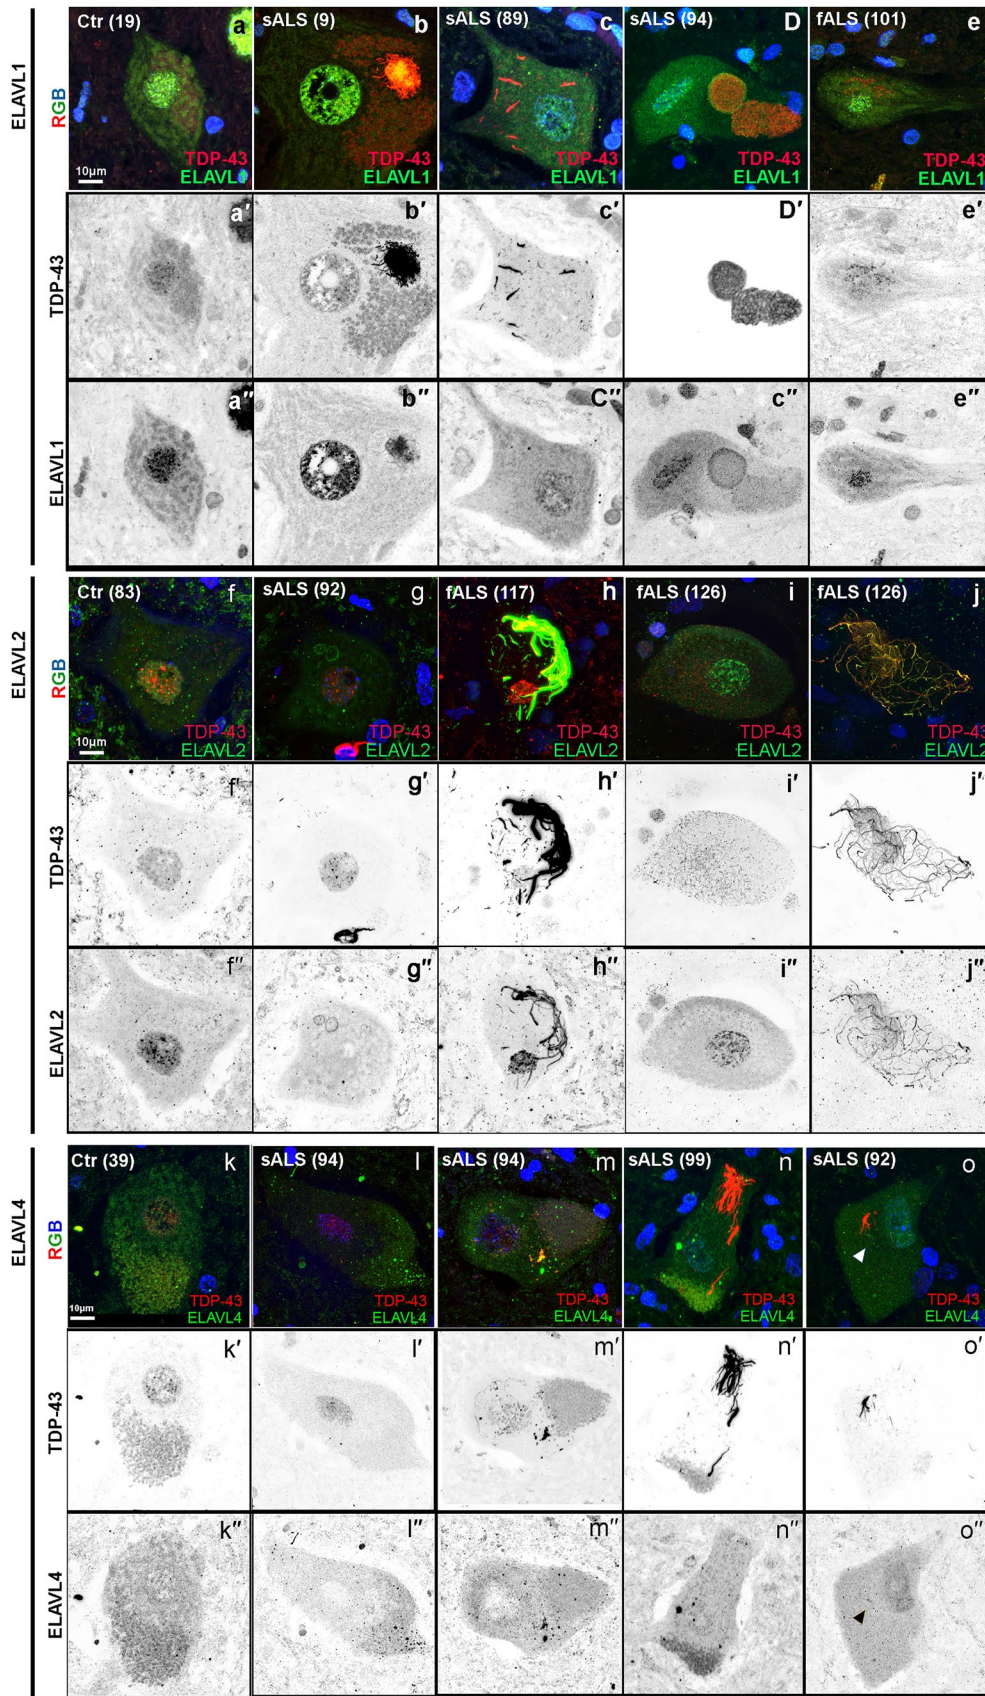 ELAVL1
RGB
Ctr (19) a
TDP-43
ELAVL1
10µm
sALS (9) b
TDP-43
ELAVL1
sALS (89) c
TDP-43
ELAVL1
sALS (94) D
TDP-43
ELAVL1
fALS (101) e
TDP-43
ELAVL1
TDP-43
a′ b′ c′ D′ e′
ELAVL1
a″ b″ C″ c″ e″
ELAVL2
RGB
Ctr (83) f
TDP-43
ELAVL2
10µm
sALS (92) g
TDP-43
ELAVL2
fALS (117) h
TDP-43
ELAVL2
fALS (126) i
TDP-43
ELAVL2
fALS (126) j
TDP-43
ELAVL2
TDP-43
f′ g′ h′ i′ j′
ELAVL2
f″ g″ h″ i″ j″
ELAVL4
RGB
Ctr (39) k
TDP-43
ELAVL4
10µm
sALS (94) l
TDP-43
ELAVL4
sALS (94) m
TDP-43
ELAVL4
sALS (99) n
TDP-43
ELAVL4
sALS (92) o
TDP-43
ELAVL4
TDP-43
k′ l′ m′ n′ o′
ELAVL4
k″ l″ m″ n″ o″